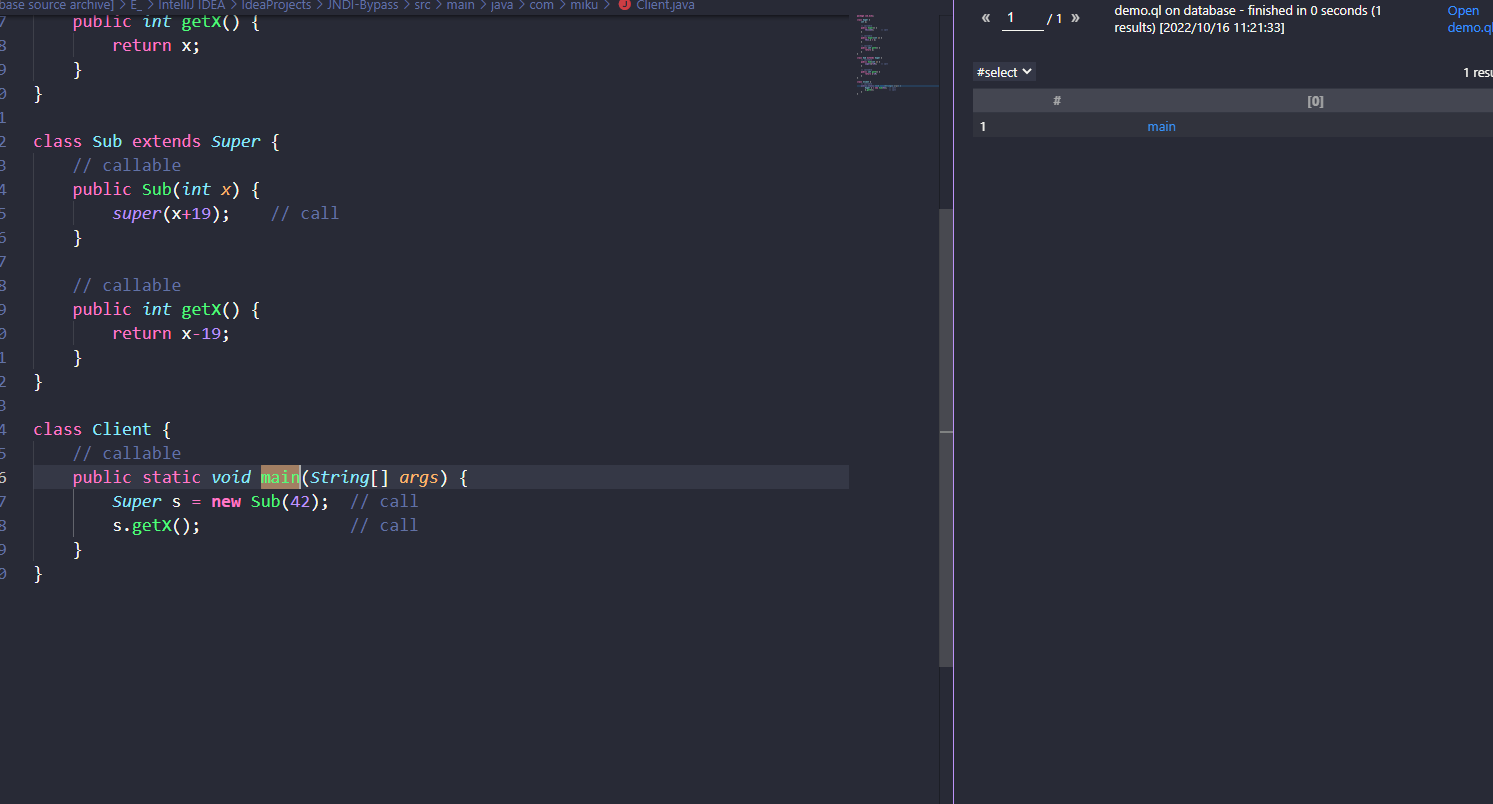 base source archive] > E_ > IntelliJ IDEA > IdeaProjects > JNDI-Bypass > src > main > java > com > miku > J Client.java
7 public int getX() {
8 return x;
9 }
0 }
1
2 class Sub extends Super {
3 // callable
4 public Sub(int x) {
5 super(x+19); // call
6 }
7
8 // callable
9 public int getX() {
0 return x-19;
1 }
2 }
3
4 class Client {
5 // callable
6 public static void main(String[] args) {
7 Super s = new Sub(42); // call
8 s.getX(); // call
9 }
0 }
« 1 / 1 »
demo.ql on database - finished in 0 seconds (1
results) [2022/10/16 11:21:33]
Open
demo.ql
#select
1 resu
# [0]
1 main